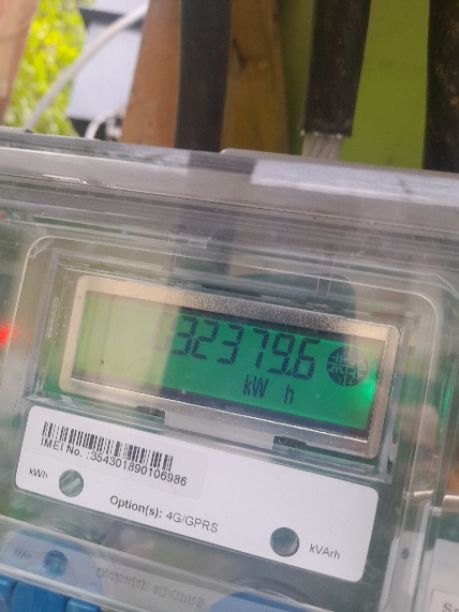 32379.6
kW h
IMEI No. :354301890106986
kWh
Option(s): 4G/GPRS
kVArh